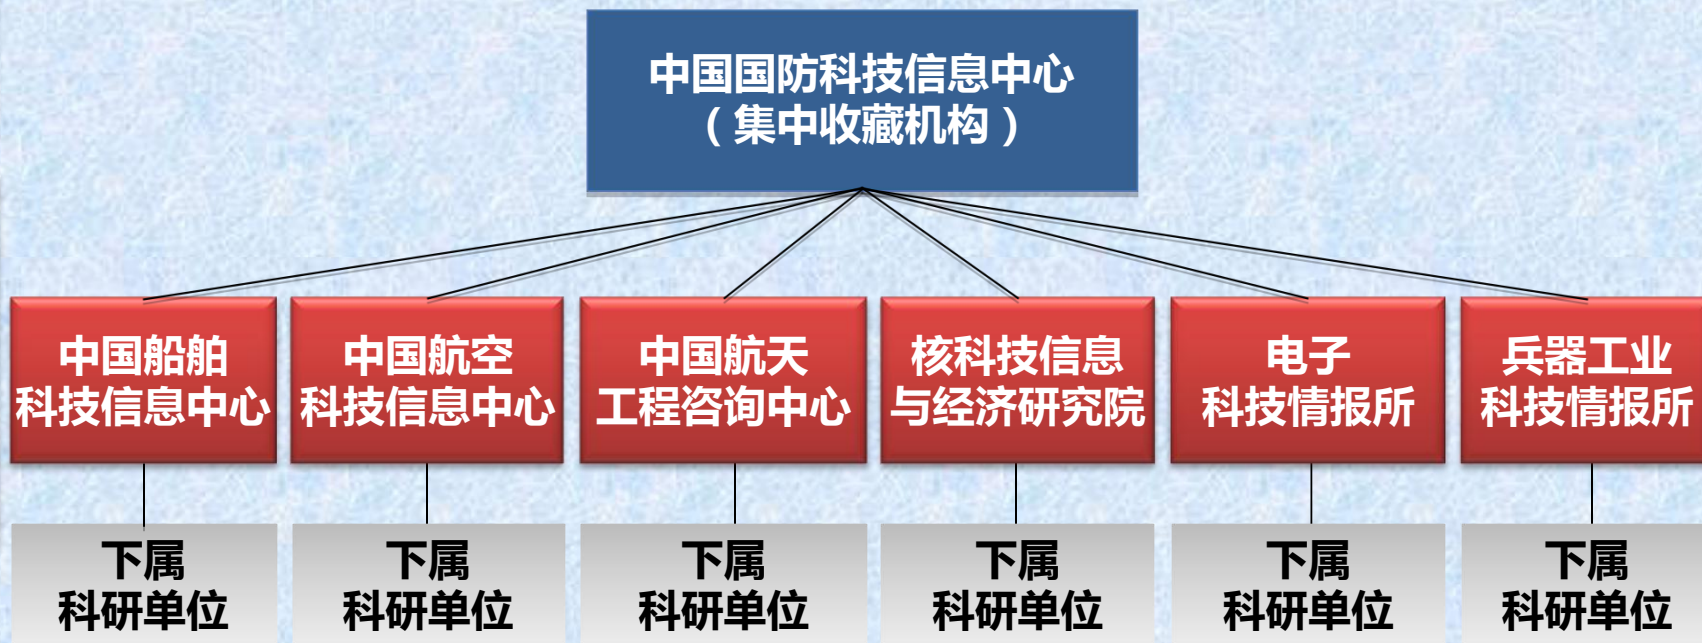 中国国防科技信息中心
（集中收藏机构）
中国船舶
科技信息中心
中国航空
科技信息中心
中国航天
工程咨询中心
核科技信息
与经济研究院
电子
科技情报所
兵器工业
科技情报所
下属
科研单位
下属
科研单位
下属
科研单位
下属
科研单位
下属
科研单位
下属
科研单位